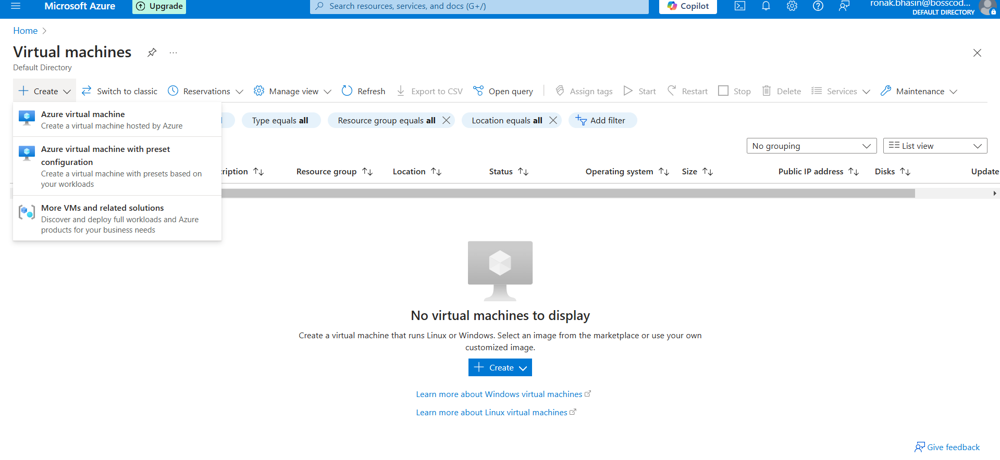 Microsoft Azure
Upgrade
Search resources, services, and docs (G+/)
Copilot
ronak.bhasin@bosscod...
DEFAULT DIRECTORY
Home
Virtual machines
...
Default Directory
Create
Switch to classic
Reservations
Manage view
Refresh
Export to CSV
Open query
Assign tags
Start
Restart
Stop
Delete
Services
Maintenance
Azure virtual machine
Create a virtual machine hosted by Azure
Azure virtual machine with preset
configuration
Create a virtual machine with presets based on
your workloads
More VMs and related solutions
Discover and deploy full workloads and Azure
products for your business needs
Type equals all
Resource group equals all
Location equals all
Add filter
No grouping
List view
cription
Resource group
Location
Status
Operating system
Size
Public IP address
Disks
Update
No virtual machines to display
Create a virtual machine that runs Linux or Windows. Select an image from the marketplace or use your own
customized image.
Create
Learn more about Windows virtual machines
Learn more about Linux virtual machines
Give feedback